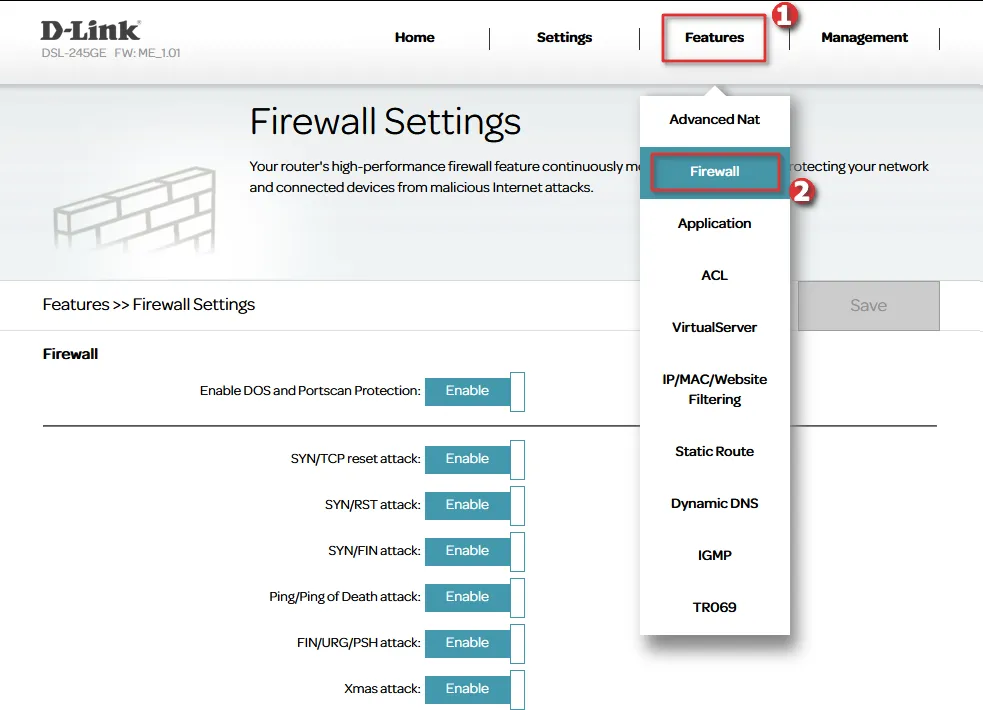 D-Link
DSL-245GE FW: ME_1.01
Home
Settings
Features
Management
1
Firewall Settings
Your router's high-performance firewall feature continuously m rotecting your network
and connected devices from malicious Internet attacks.
Advanced Nat
Firewall
2
Application
ACL
VirtualServer
IP/MAC/Website
Filtering
Static Route
Dynamic DNS
IGMP
TR069
Features >> Firewall Settings
Save
Firewall
Enable DOS and Portscan Protection: Enable
SYN/TCP reset attack: Enable
SYN/RST attack: Enable
SYN/FIN attack: Enable
Ping/Ping of Death attack: Enable
FIN/URG/PSH attack: Enable
Xmas attack: Enable